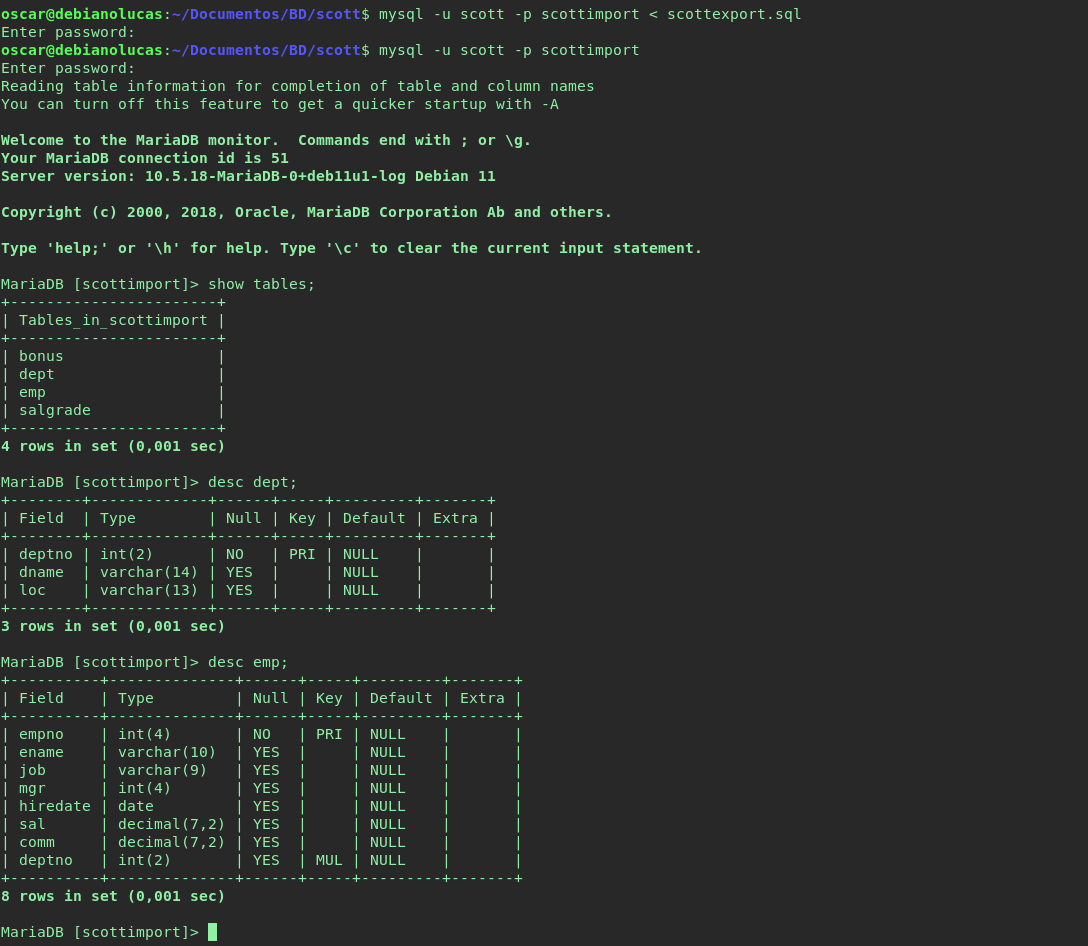 oscar@debianolucas:~/Documentos/BD/scott$ mysql -u scott -p scottimport < scottexport.sql
Enter password:
oscar@debianolucas:~/Documentos/BD/scott$ mysql -u scott -p scottimport
Enter password:
Reading table information for completion of table and column names
You can turn off this feature to get a quicker startup with -A

Welcome to the MariaDB monitor.  Commands end with ; or \g.
Your MariaDB connection id is 51
Server version: 10.5.18-MariaDB-0+deb11u1-log Debian 11

Copyright (c) 2000, 2018, Oracle, MariaDB Corporation Ab and others.

Type 'help;' or '\h' for help. Type '\c' to clear the current input statement.

MariaDB [scottimport]> show tables;
+-----------------------+
| Tables_in_scottimport |
+-----------------------+
| bonus                 |
| dept                  |
| emp                   |
| salgrade              |
+-----------------------+
4 rows in set (0,001 sec)

MariaDB [scottimport]> desc dept;
+--------+-------------+------+-----+---------+-------+
| Field  | Type        | Null | Key | Default | Extra |
+--------+-------------+------+-----+---------+-------+
| deptno | int(2)      | NO   | PRI | NULL    |       |
| dname  | varchar(14) | YES  |     | NULL    |       |
| loc    | varchar(13) | YES  |     | NULL    |       |
+--------+-------------+------+-----+---------+-------+
3 rows in set (0,001 sec)

MariaDB [scottimport]> desc emp;
+----------+--------------+------+-----+---------+-------+
| Field    | Type         | Null | Key | Default | Extra |
+----------+--------------+------+-----+---------+-------+
| empno    | int(4)       | NO   | PRI | NULL    |       |
| ename    | varchar(10)  | YES  |     | NULL    |       |
| job      | varchar(9)   | YES  |     | NULL    |       |
| mgr      | int(4)       | YES  |     | NULL    |       |
| hiredate | date         | YES  |     | NULL    |       |
| sal      | decimal(7,2) | YES  |     | NULL    |       |
| comm     | decimal(7,2) | YES  |     | NULL    |       |
| deptno   | int(2)       | YES  | MUL | NULL    |       |
+----------+--------------+------+-----+---------+-------+
8 rows in set (0,001 sec)

MariaDB [scottimport]>